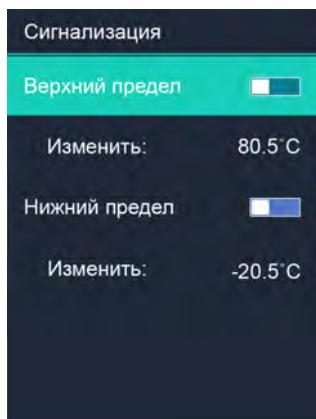 Сигнализация
Верхний предел
Изменить: 80.5°C
Нижний предел
Изменить: -20.5°C